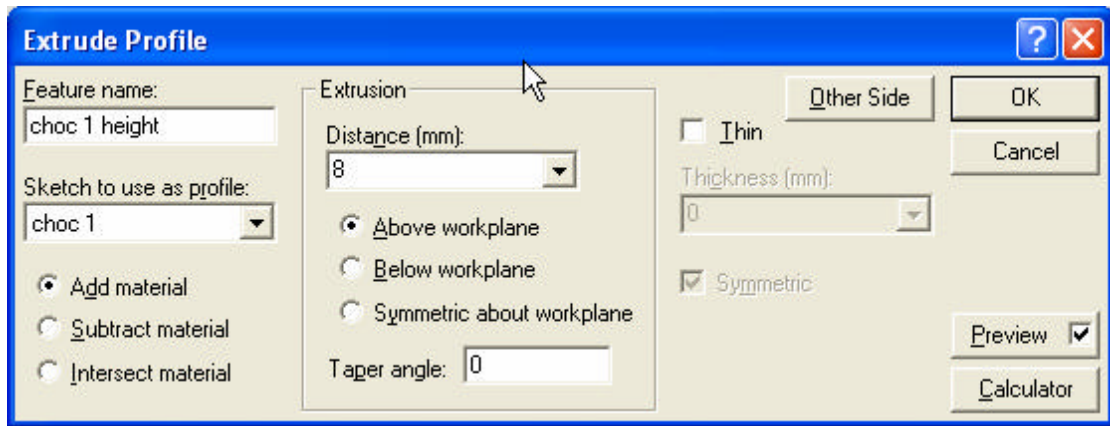 Extrude Profile
Feature name:
choc 1 height
Sketch to use as profile:
choc 1
Add material
Subtract material
Intersect material
Extrusion
Distance (mm):
8
Above workplane
Below workplane
Symmetric about workplane
Taper angle: 0
Other Side
Thin
Thickness (mm):
0
Symmetric
OK
Cancel
Preview
Calculator